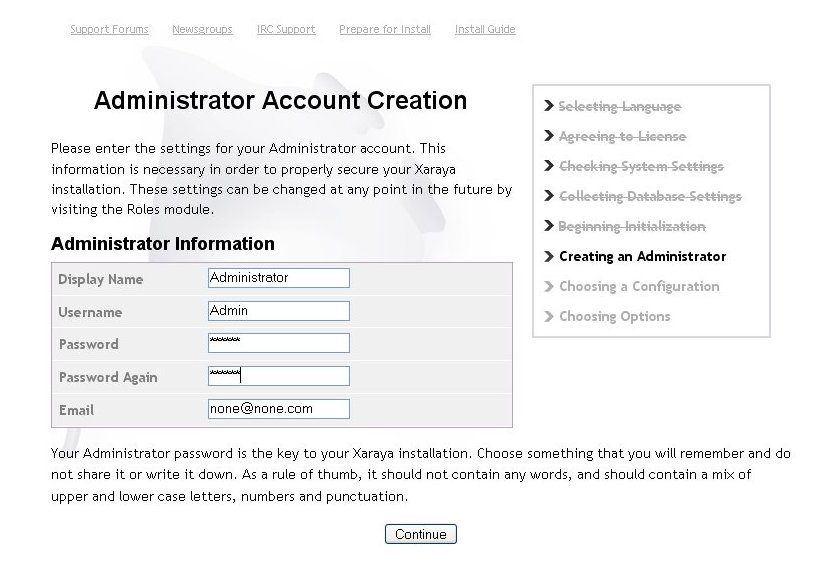 Support Forums Newsgroups IRC Support Prepare for Install Install Guide
Administrator Account Creation
Please enter the settings for your Administrator account. This
information is necessary in order to properly secure your Xaraya
installation. These settings can be changed at any point in the future by
visiting the Roles module.
Administrator Information
Display Name Administrator
Username Admin
Password *******
Password Again *******
Email none@none.com
Selecting Language
Agreeing to License
Checking System Settings
Collecting Database Settings
Beginning Initialization
Creating an Administrator
Choosing a Configuration
Choosing Options
Your Administrator password is the key to your Xaraya installation. Choose something that you will remember and do
not share it or write it down. As a rule of thumb, it should not contain any words, and should contain a mix of
upper and lower case letters, numbers and punctuation.
Continue